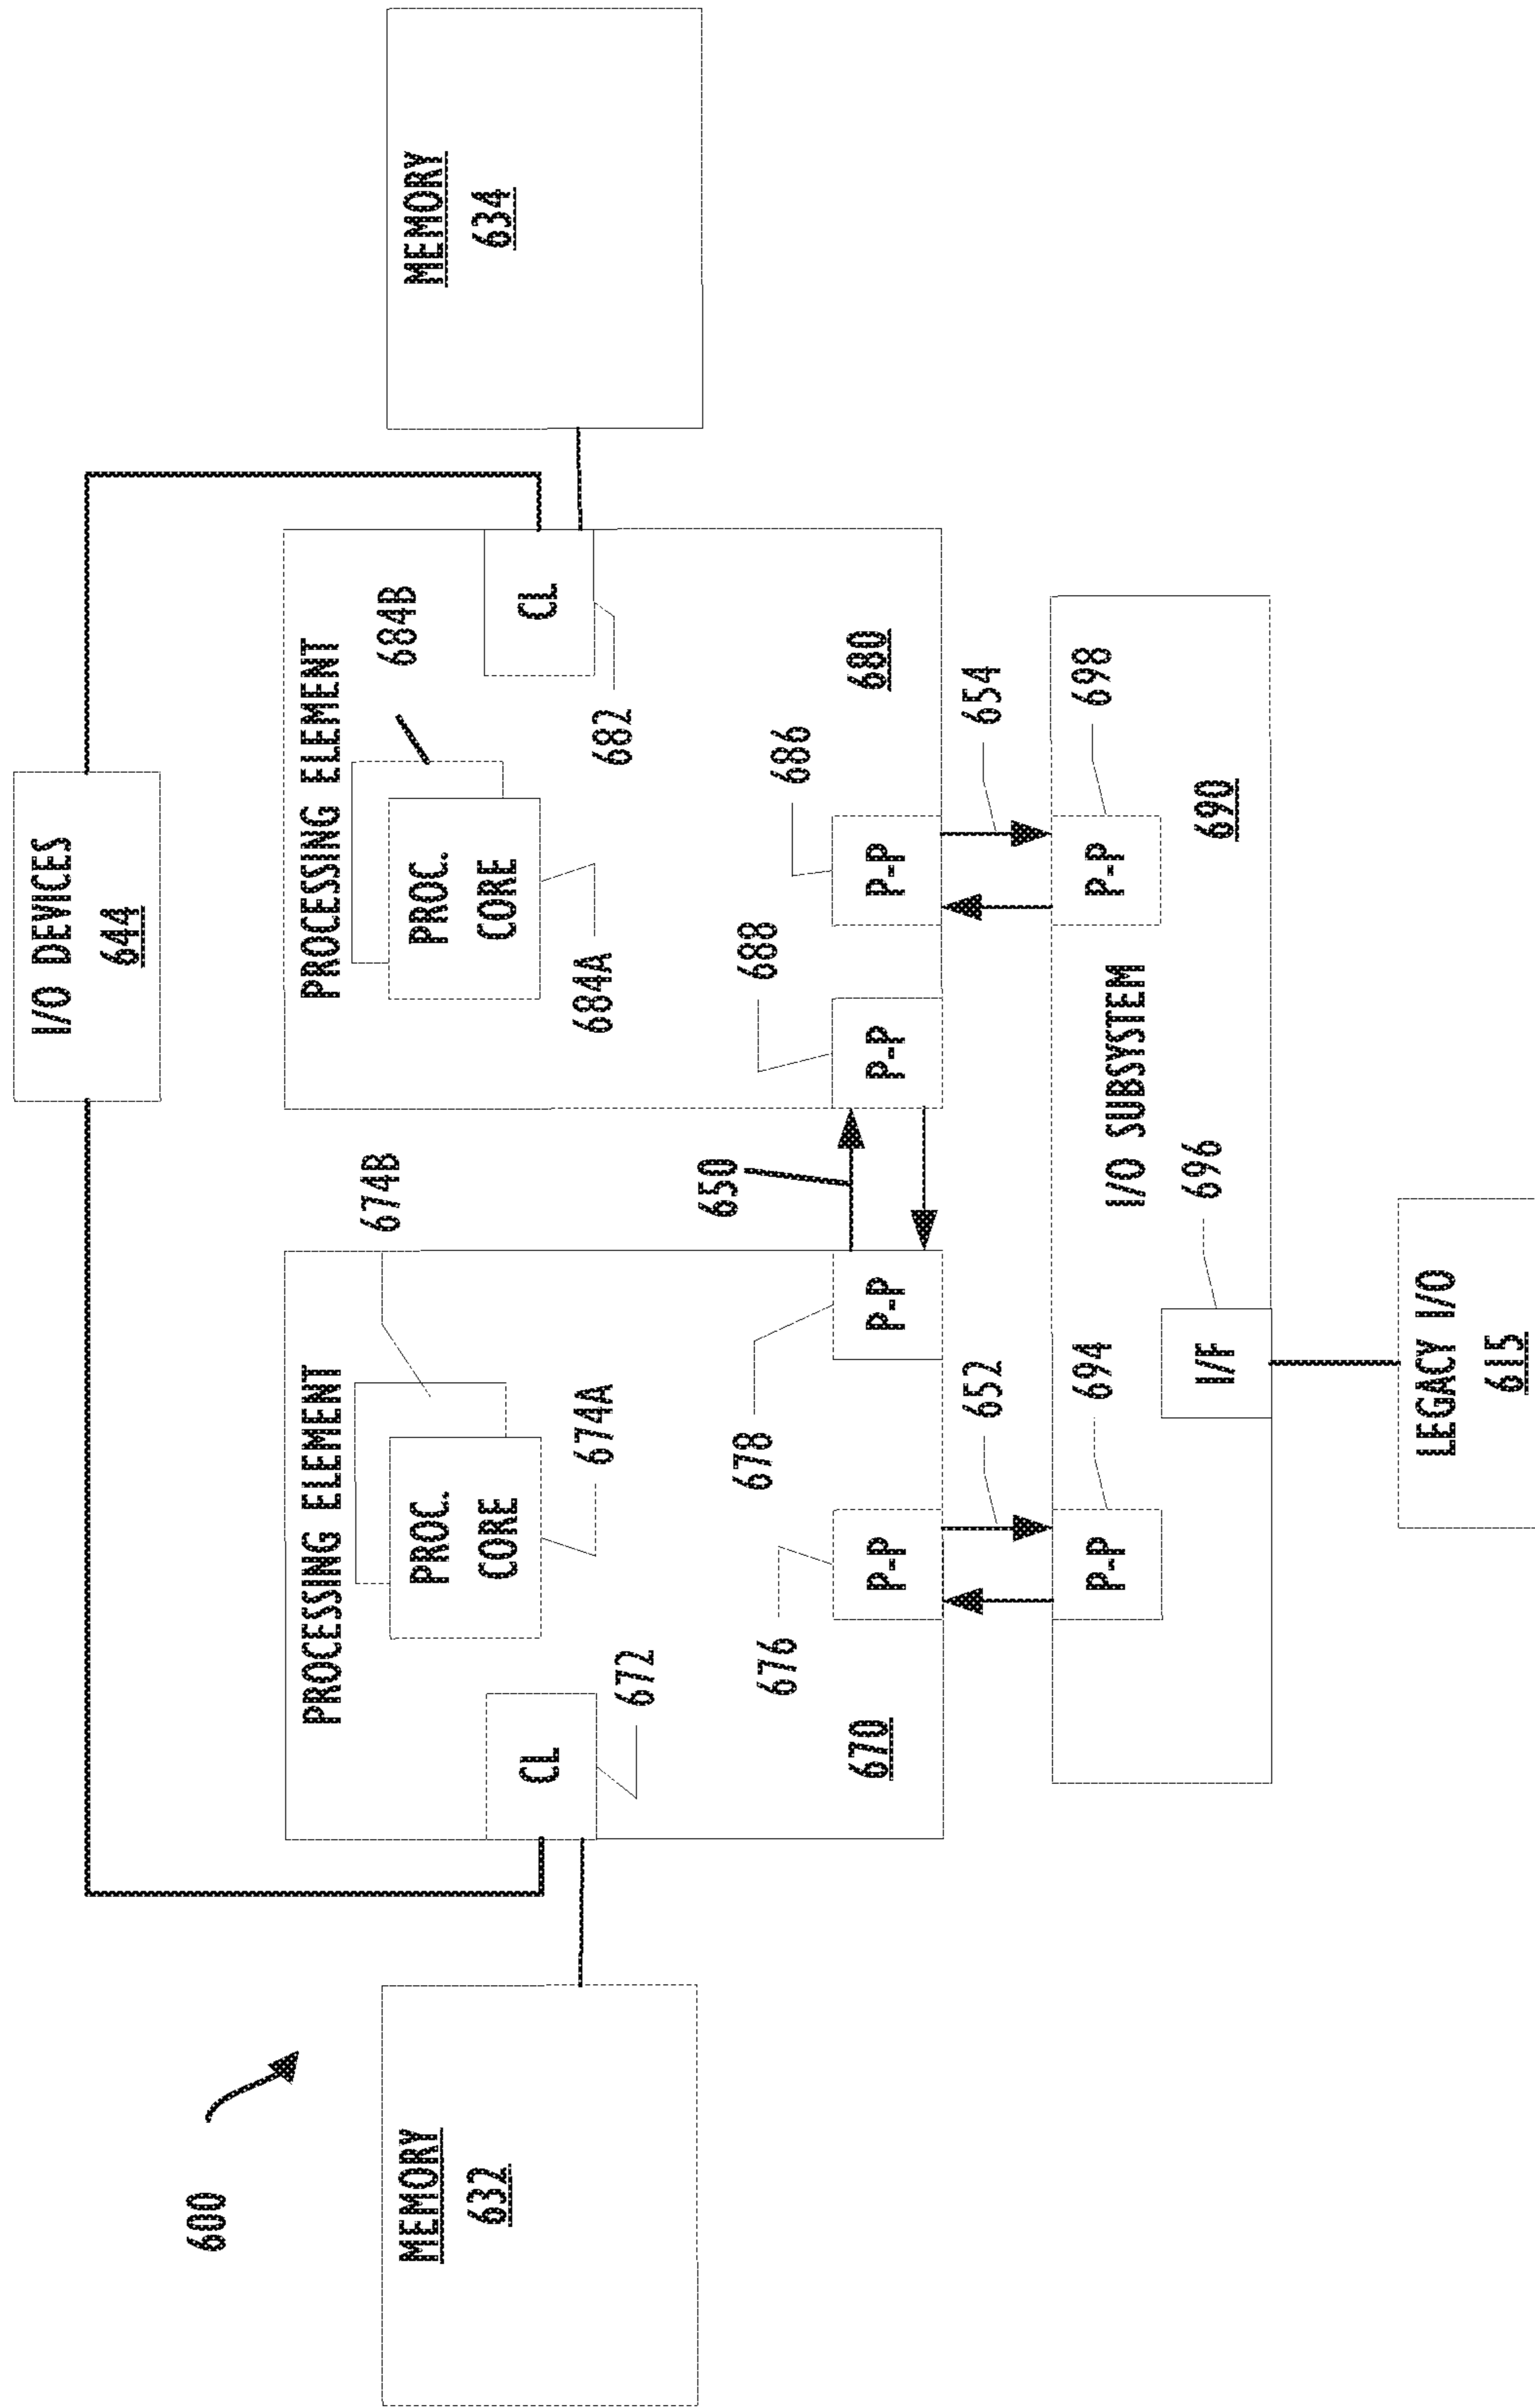 I/O DEVICES
644
600
MEMORY
632
PROCESSING ELEMENT
674B
PROC.
CORE
674A
CL
672
678
676
P-P
P-P
670
650
PROCESSING ELEMENT
684B
PROC.
CORE
684A
CL
682
688
686
P-P
P-P
680
MEMORY
634
652
654
694
698
P-P
P-P
I/O SUBSYSTEM
696
I/F
690
LEGACY I/O
615